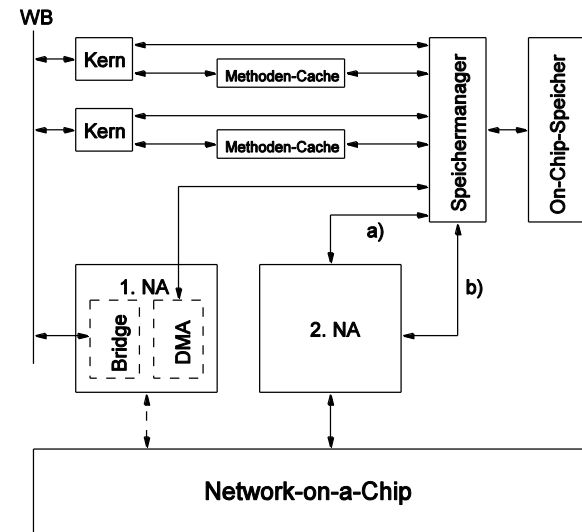 WB
Kern
Methoden-Cache
Kern
Methoden-Cache
Speichermanager
On-Chip-Speicher
a)
b)
1. NA
Bridge
DMA
2. NA
Network-on-a-Chip